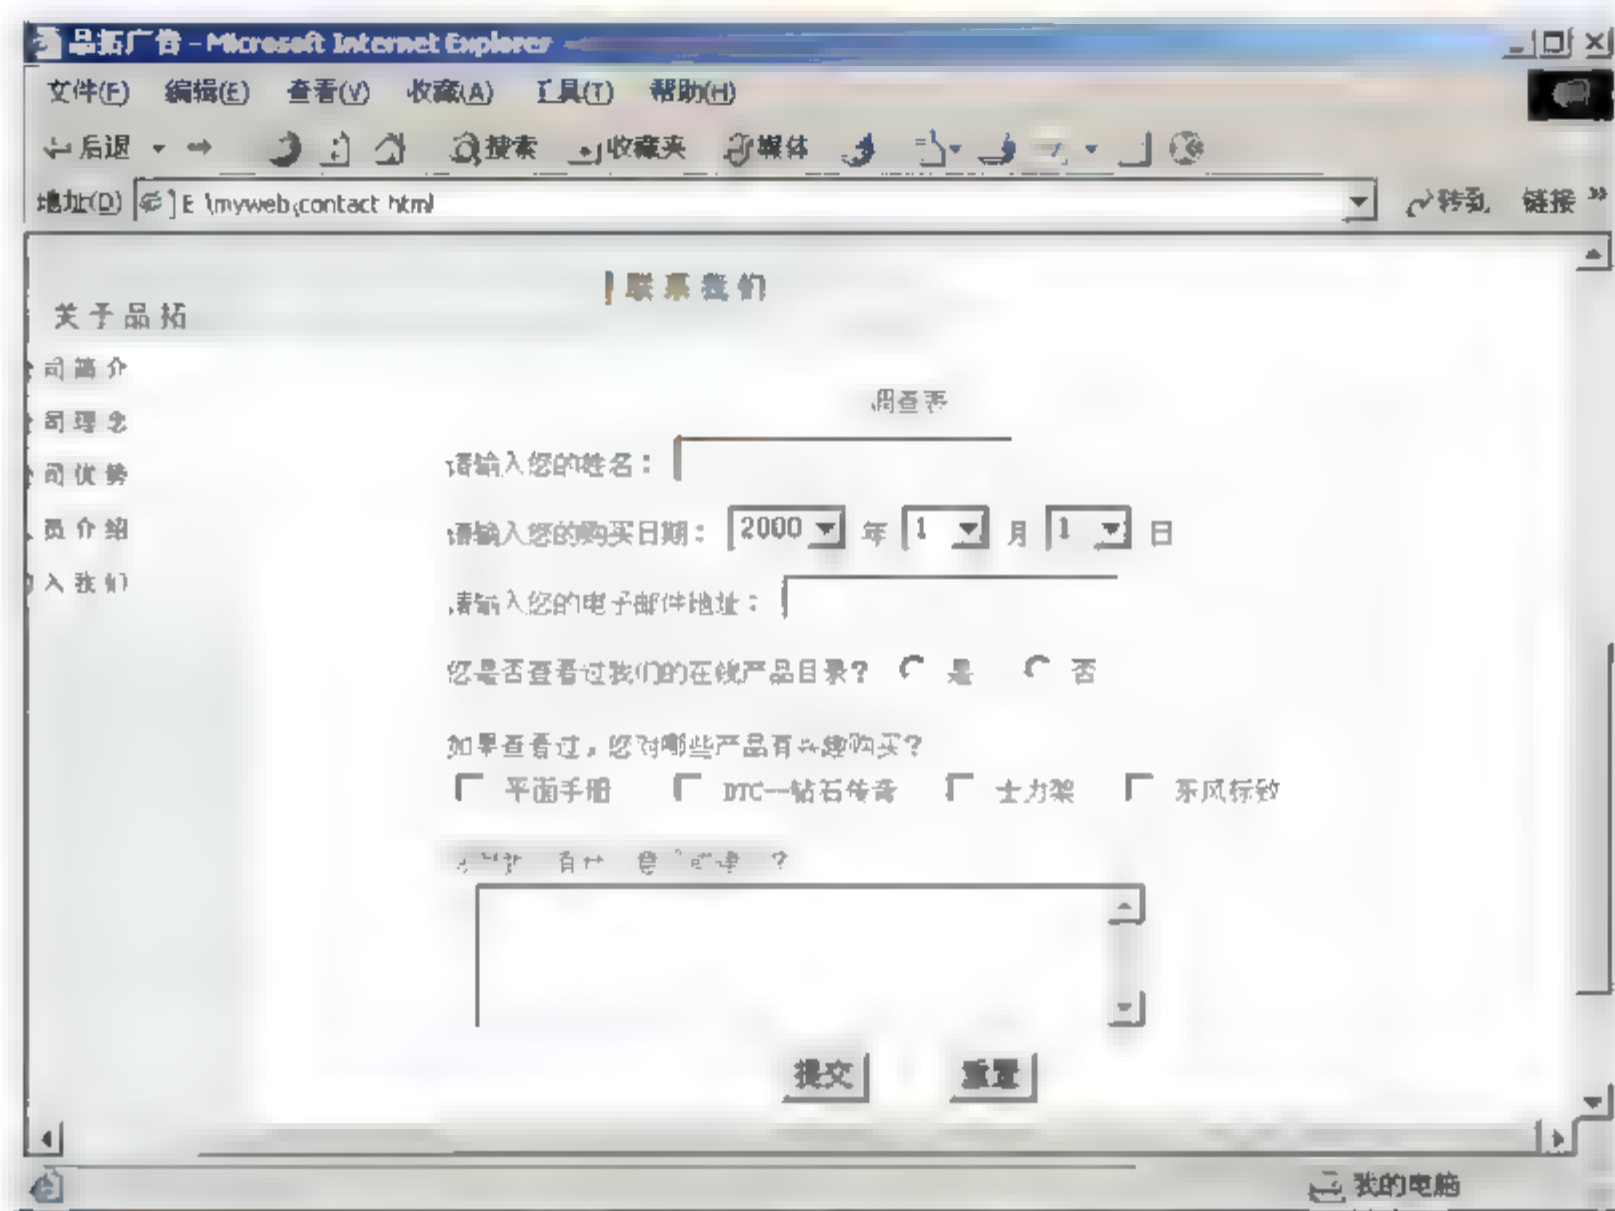 品拓广告 - Microsoft Internet Explorer
文件(F) 编辑(E) 查看(V) 收藏(A) 工具(T) 帮助(H)
后退 搜索 收藏夹 媒体
地址(D) E \myweb\contact html 转到 链接 »
联系我们
关于品拓
司简介
调查表
司理念
请输入您的姓名：
司优势
员介绍
请输入您的购买日期： 2000 年 1 月 1 日
入我们
请输入您的电子邮件地址：
您是否查看过我们的在线产品目录? 是 否
如果查看过，您对哪些产品有兴趣购买?
平面手册 DTC--钻石传奇 士力架 东风标致
提交 重置
我的电脑